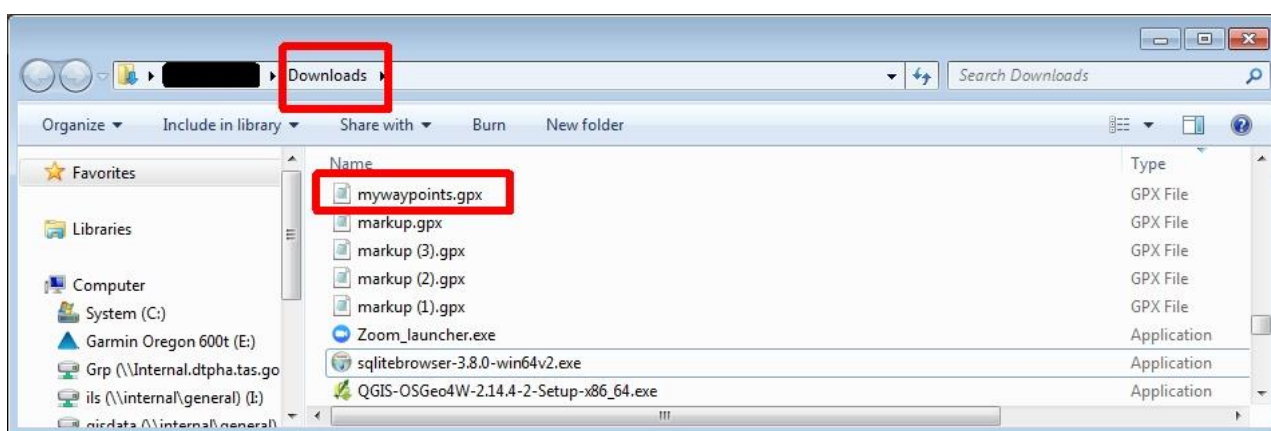 Downloads
Search Downloads
Organize Include in library Share with Burn New folder
Favorites
Libraries
Computer
System (C:)
Garmin Oregon 600t (E:)
Grp (\\Internal.dtpha.tas.go
ils (\\internal\general) (I:)
gisdata (\\internal\general)
Name Type
mywaypoints.gpx GPX File
markup.gpx GPX File
markup (3).gpx GPX File
markup (2).gpx GPX File
markup (1).gpx GPX File
Zoom_launcher.exe Application
sqlitebrowser-3.8.0-win64v2.exe Application
QGIS-OSGeo4W-2.14.4-2-Setup-x86_64.exe Application